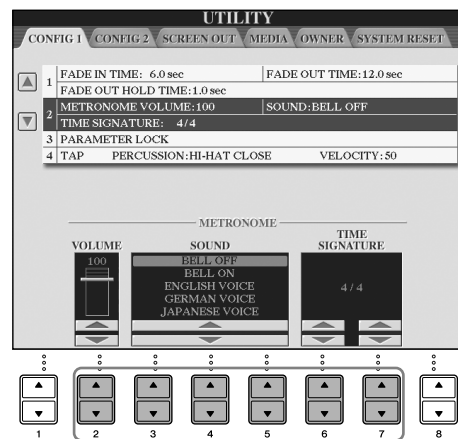 UTILITY
CONFIG 1 CONFIG 2 SCREEN OUT MEDIA OWNER SYSTEM RESET
1 FADE IN TIME: 6.0 sec FADE OUT TIME:12.0 sec
FADE OUT HOLD TIME:1.0 sec
2 METRONOME VOLUME:100 SOUND:BELL OFF
TIME SIGNATURE: 4/4
3 PARAMETER LOCK
4 TAP PERCUSSION:HI-HAT CLOSE VELOCITY:50
METRONOME
VOLUME SOUND TIME SIGNATURE
100 BELL OFF
BELL ON
ENGLISH VOICE 4 / 4
GERMAN VOICE
JAPANESE VOICE
1 2 3 4 5 6 7 8